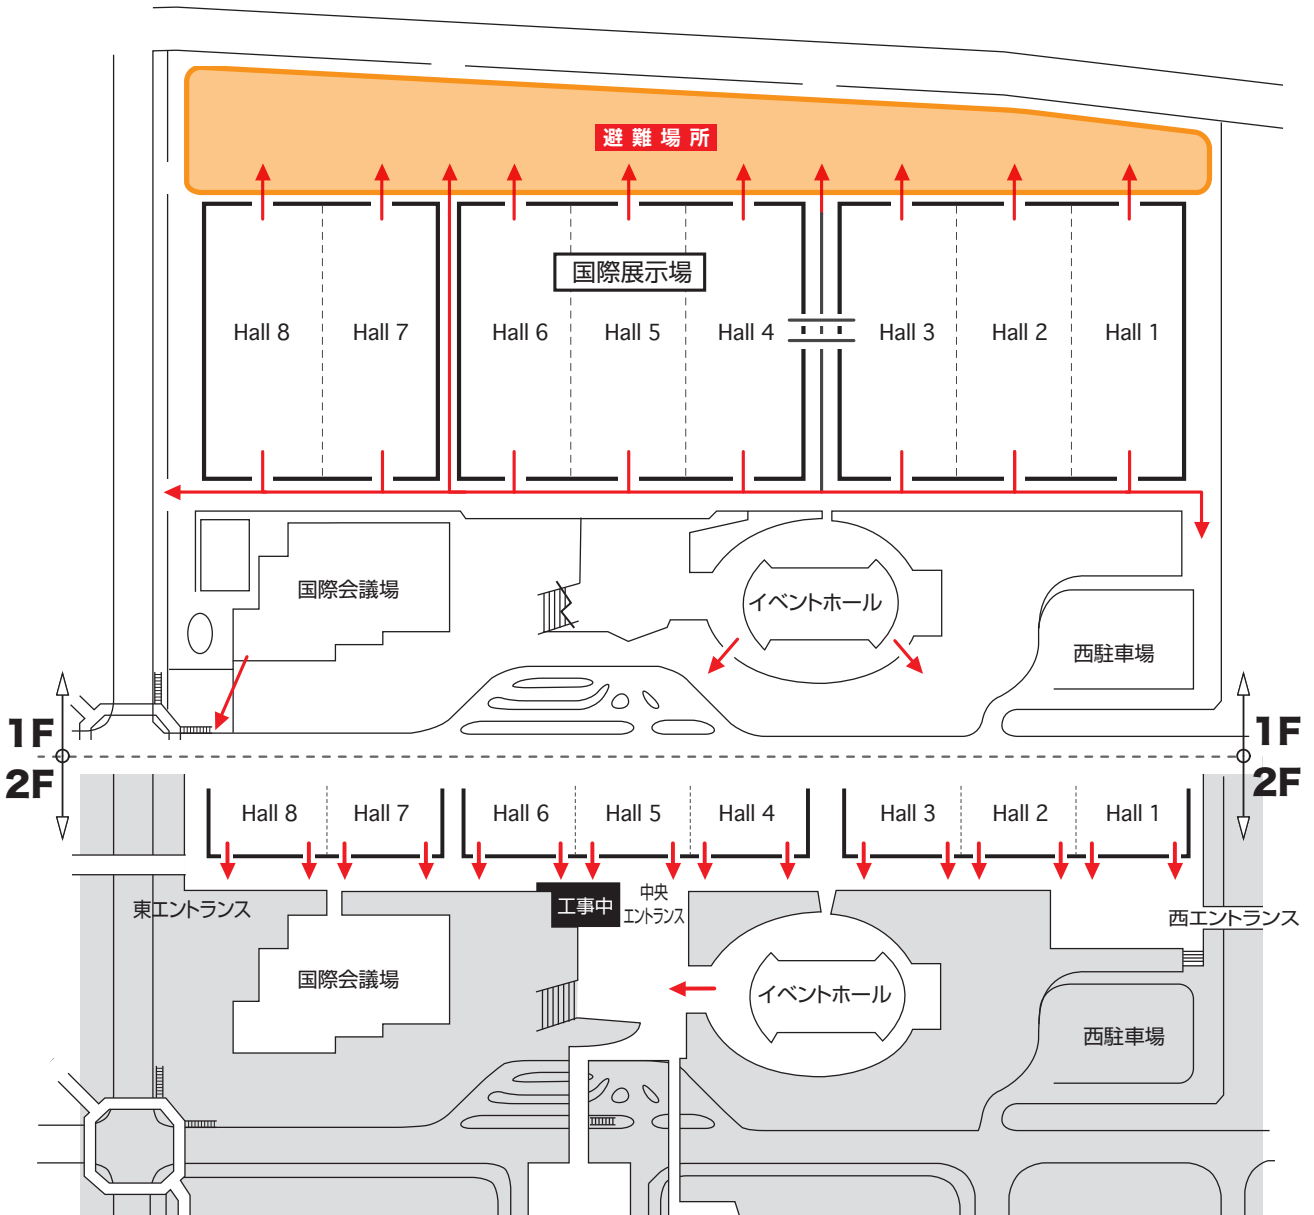 避難場所
国際展示場
Hall 8
Hall 7
Hall 6
Hall 5
Hall 4
Hall 3
Hall 2
Hall 1
国際会議場
イベントホール
西駐車場
1F
2F
1F
2F
Hall 8
Hall 7
Hall 6
Hall 5
Hall 4
Hall 3
Hall 2
Hall 1
東エントランス
工事中
中央
エントランス
西エントランス
国際会議場
イベントホール
西駐車場